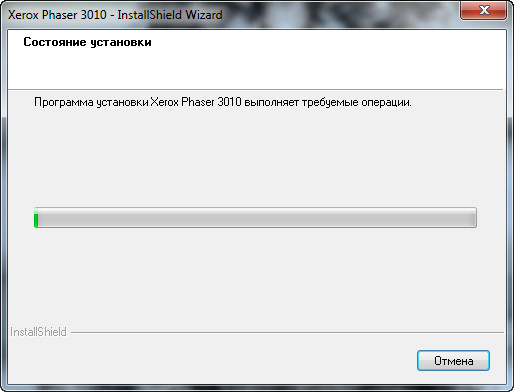 Xerox Phaser 3010 - InstallShield Wizard
Состояние установки
Программа установки Xerox Phaser 3010 выполняет требуемые операции.
InstallShield
Отмена